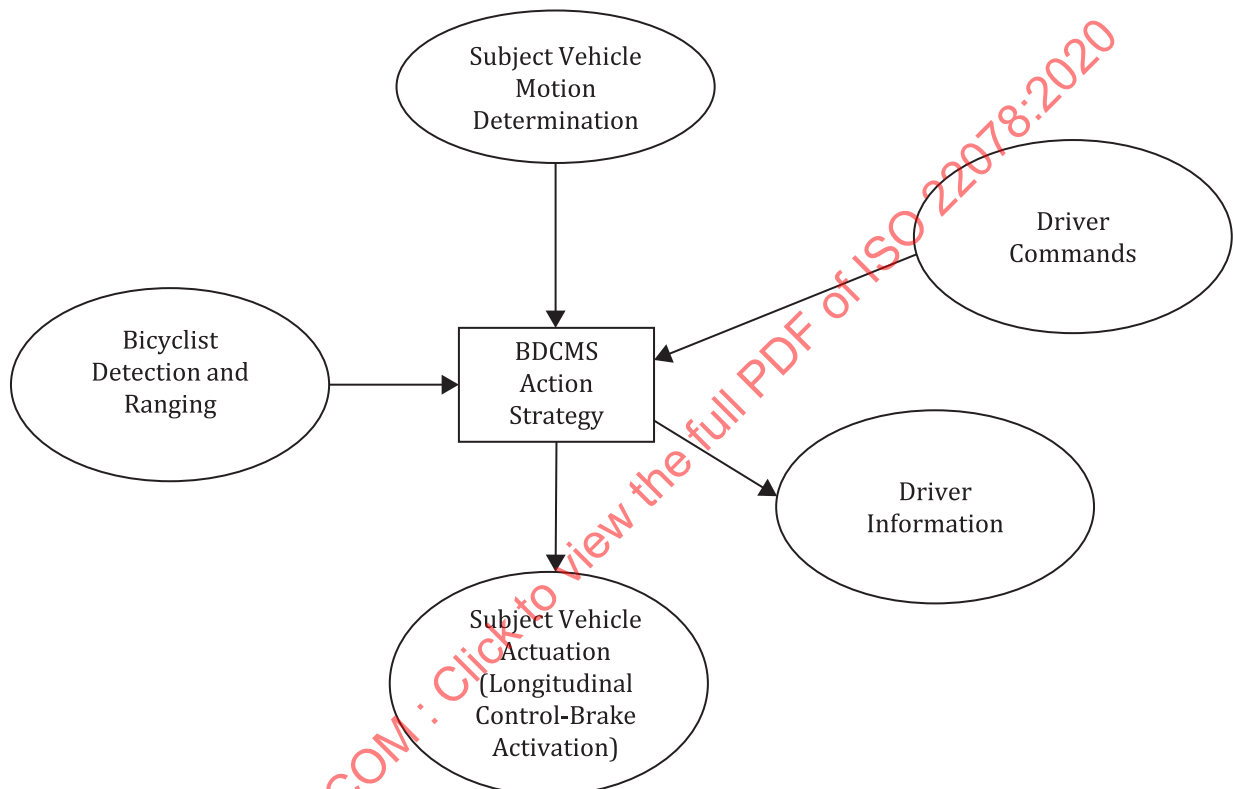 Subject Vehicle
Motion
Determination
Driver
Commands
Bicyclist
Detection and
Ranging
BDCMS
Action
Strategy
Driver
Information
Subject Vehicle
Actuation
(Longitudinal
Control-Brake
Activation)
COM : Click to view the full PDF of ISO 22078:2020